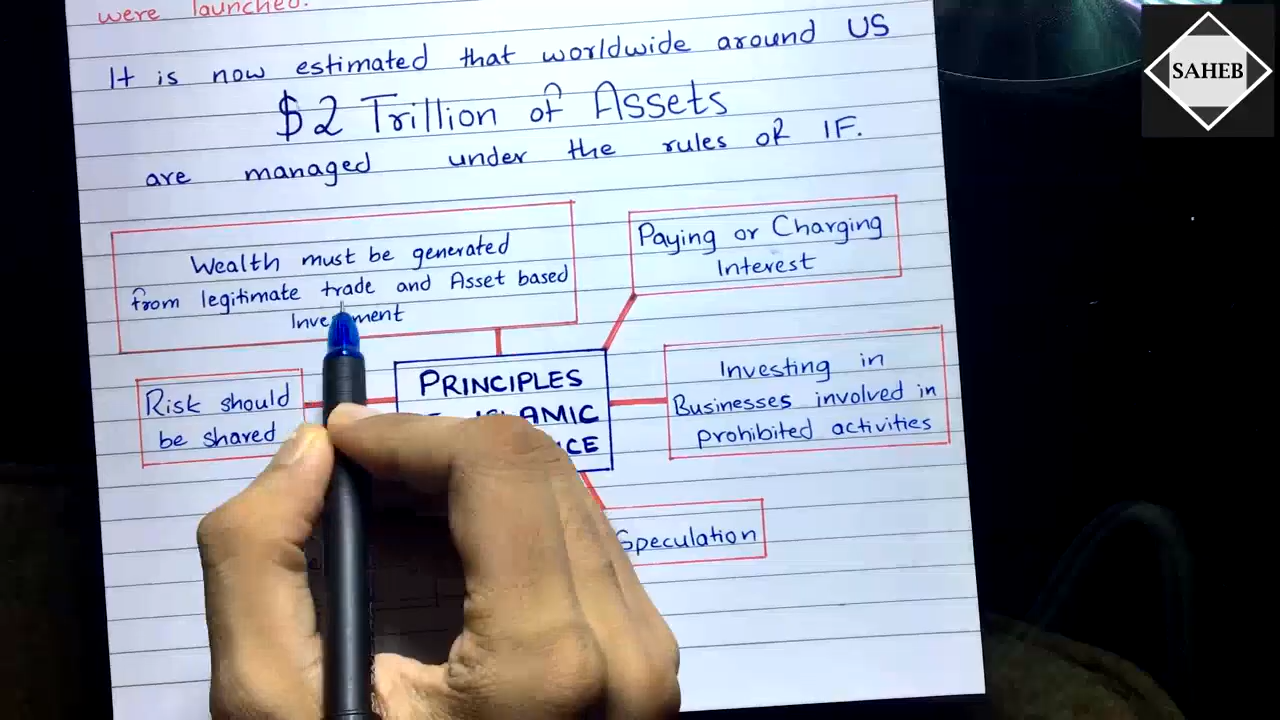 were launched.
It is now estimated that worldwide around US
$2 Trillion of Assets
are managed under the rules of IF.
Wealth must be generated
from legitimate trade and Asset based
Paying or Charging
Interest
PRINCIPLES
Risk should
be shared
Investing in
Businesses involved in
prohibited activities
Speculation
SAHEB